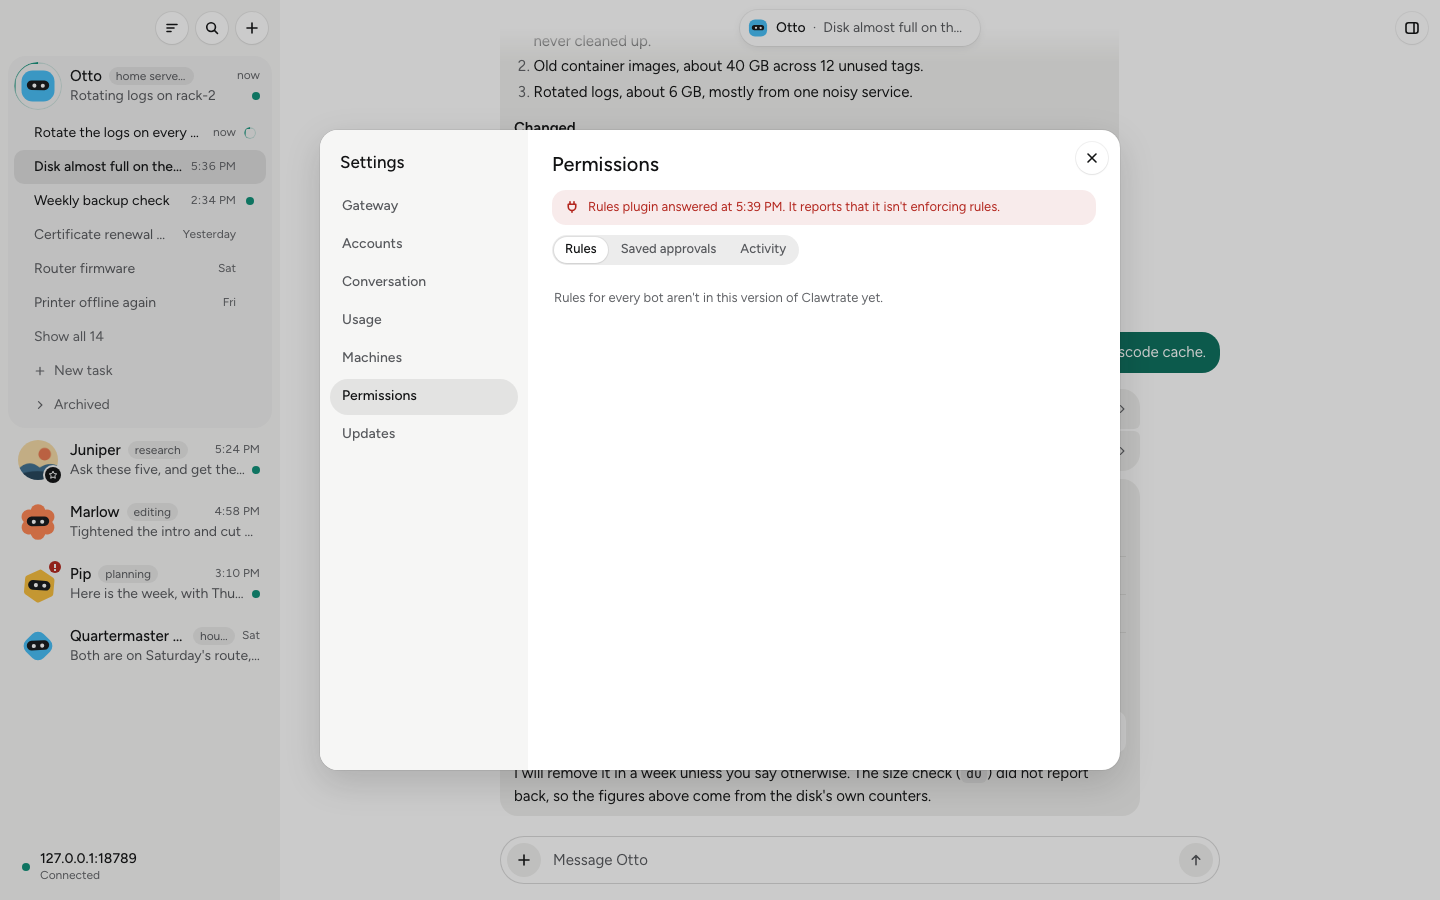 Otto
home serve...
now
Rotating logs on rack-2
Rotate the logs on every ...
now
Disk almost full on the...
5:36 PM
Weekly backup check
2:34 PM
Certificate renewal ...
Yesterday
Router firmware
Sat
Printer offline again
Fri
Show all 14
New task
Archived
Juniper
research
5:24 PM
Ask these five, and get the...
Marlow
editing
4:58 PM
Tightened the intro and cut ...
Pip
planning
3:10 PM
Here is the week, with Thu...
Quartermaster ...
hou...
Sat
Both are on Saturday's route,...
127.0.0.1:18789
Connected
Otto · Disk almost full on th...
never cleaned up.
2. Old container images, about 40 GB across 12 unused tags.
3. Rotated logs, about 6 GB, mostly from one noisy service.
Changed
scode cache.
Settings
Gateway
Accounts
Conversation
Usage
Machines
Permissions
Updates
Permissions
Rules plugin answered at 5:39 PM. It reports that it isn't enforcing rules.
Rules
Saved approvals
Activity
Rules for every bot aren't in this version of Clawtrate yet.
I will remove it in a week unless you say otherwise. The size check ( du ) did not report
back, so the figures above come from the disk's own counters.
Message Otto